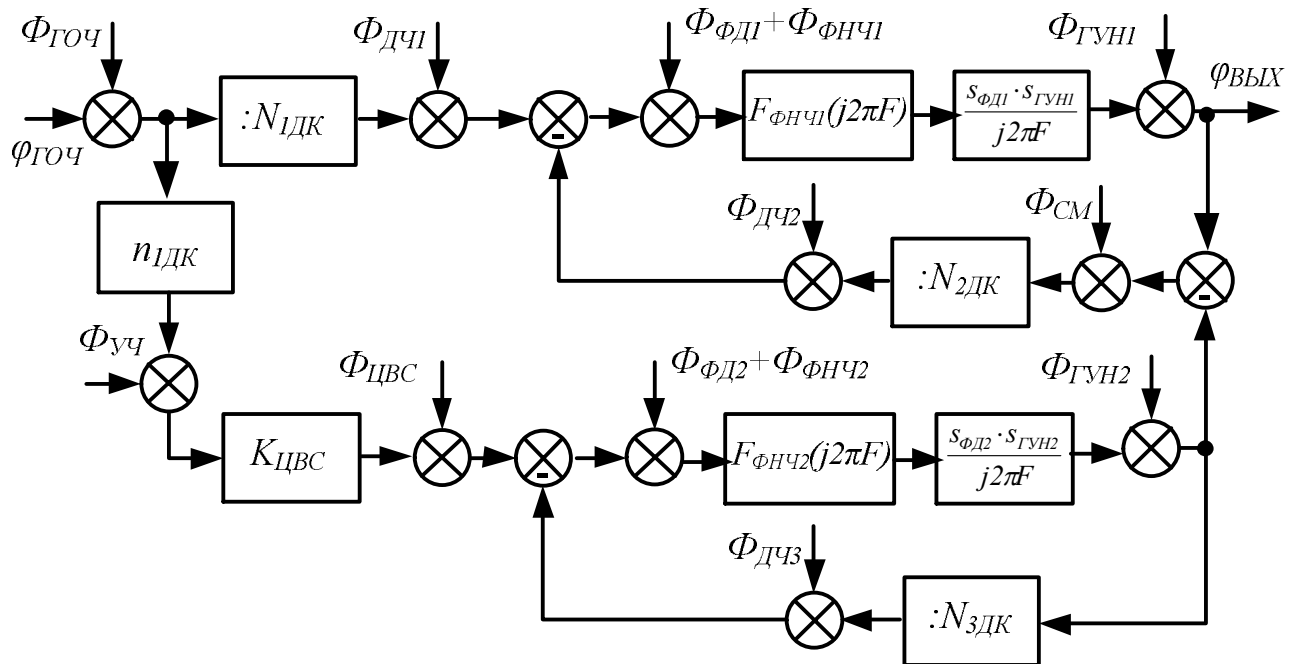 Φ_ГОЧ
Φ_ДЧ1
Φ_ФД1+Φ_ФНЧ1
Φ_ГУН1
φ_ВЫХ
φ_ГОЧ
:N_1ДК
-
F_ФНЧ1(j2πF)
s_ФД1·s_ГУН1
j2πF
n_1ДК
Φ_ДЧ2
Φ_СМ
:N_2ДК
-
Φ_УЧ
Φ_ЦВС
Φ_ФД2+Φ_ФНЧ2
Φ_ГУН2
K_ЦВС
-
F_ФНЧ2(j2πF)
s_ФД2·s_ГУН2
j2πF
Φ_ДЧ3
:N_3ДК